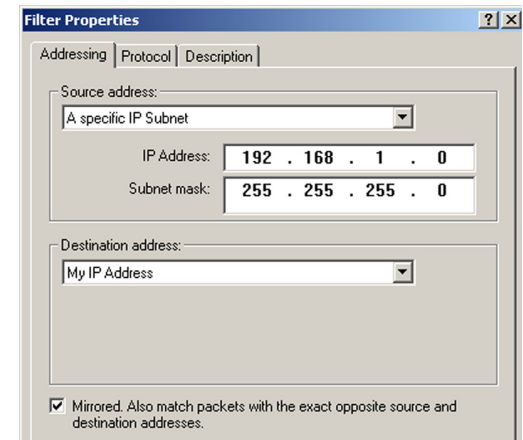 Filter Properties
Addressing Protocol Description
Source address:
A specific IP Subnet
IP Address: 192 . 168 . 1 . 0
Subnet mask: 255 . 255 . 255 . 0
Destination address:
My IP Address
Mirrored. Also match packets with the exact opposite source and
destination addresses.